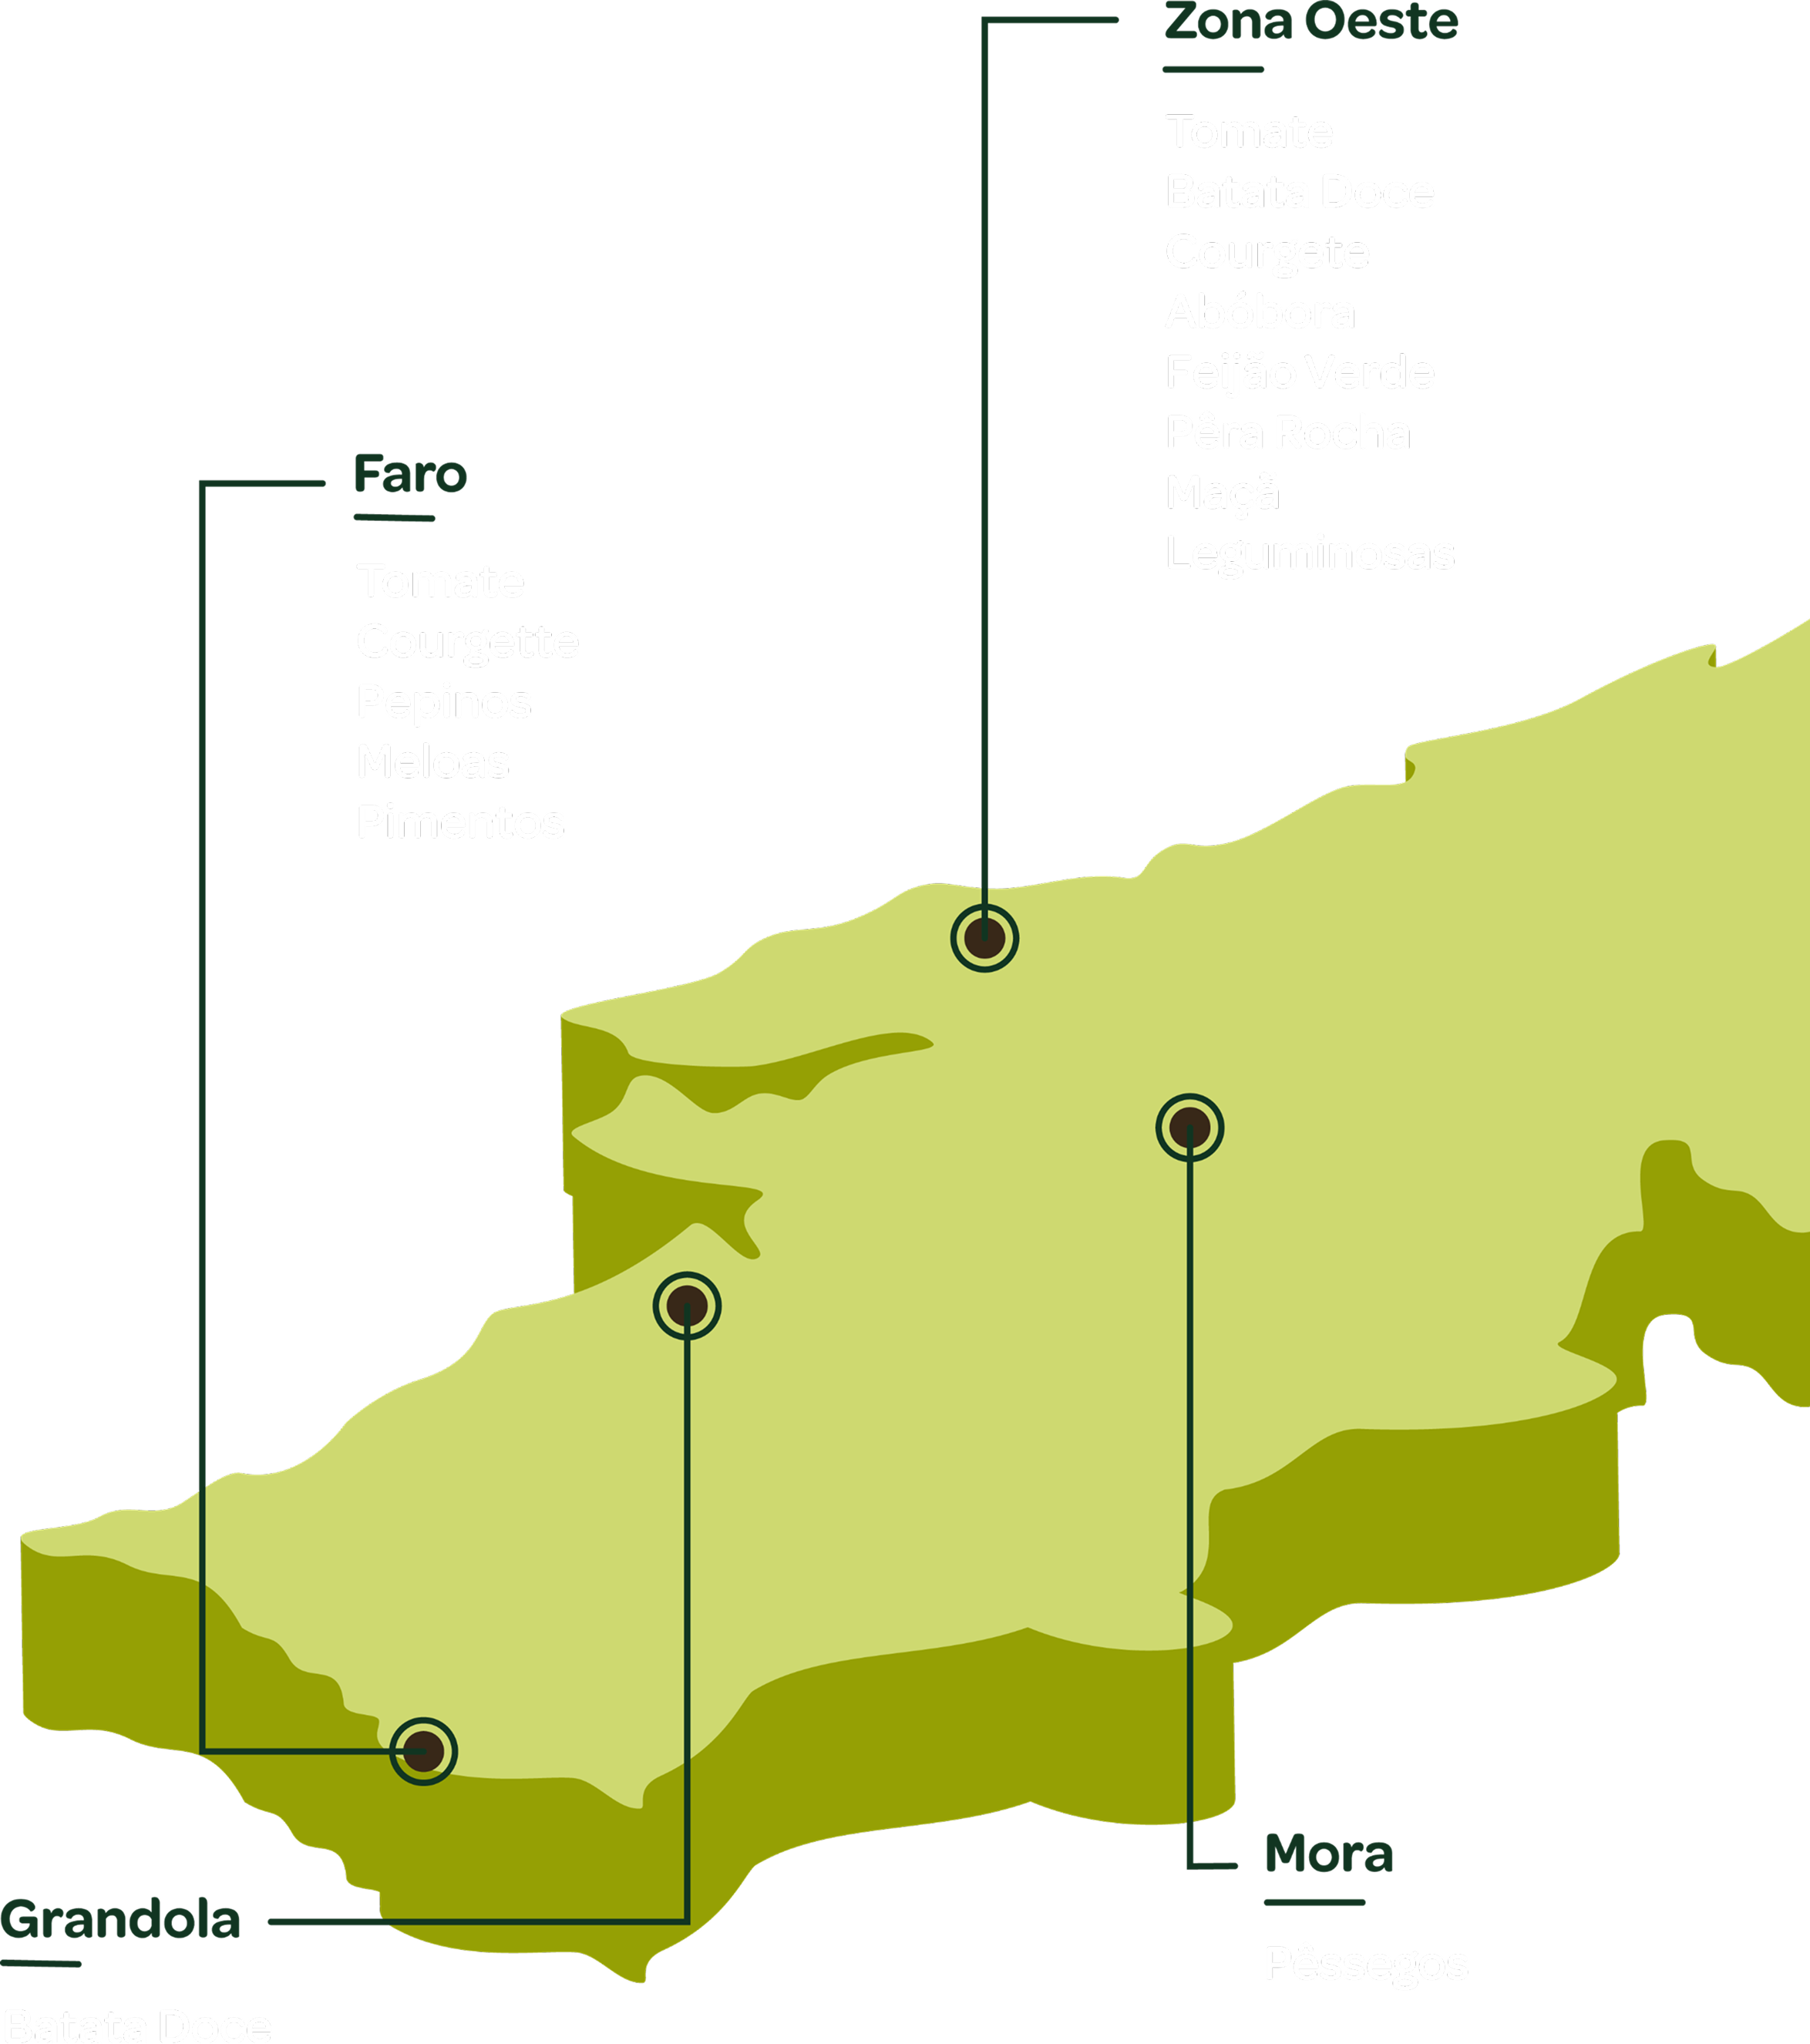 Zona Oeste
Tomate
Batata Doce
Courgete
Abóbora
Feijão Verde
Pêra Rocha
Maçã
Leguminosas
Faro
Tomate
Courgette
Pepinos
Meloas
Pimentos
Mora
Pêssegos
Grandola
Batata Doce